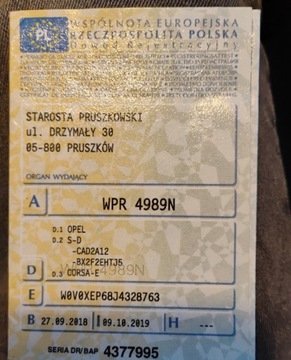 PL
WSPÓLNOTA EUROPEJSKA
RZECZPOSPOLITA POLSKA
Dowód Rejestracyjny
STAROSTA PRUSZKOWSKI
ul. DRZYMAŁY 30
05-800 PRUSZKÓW
ORGAN WYDAJĄCY
A WPR 4989N
D.1 OPEL
D.2 S-D
-CAD2A12
-BX2F2EHTJ5
D D.3 CORSA-E
E W0V0XEP68J4328763
B 27.09.2018 I 09.10.2019 H ---
SERIA DR/BAP 4377995